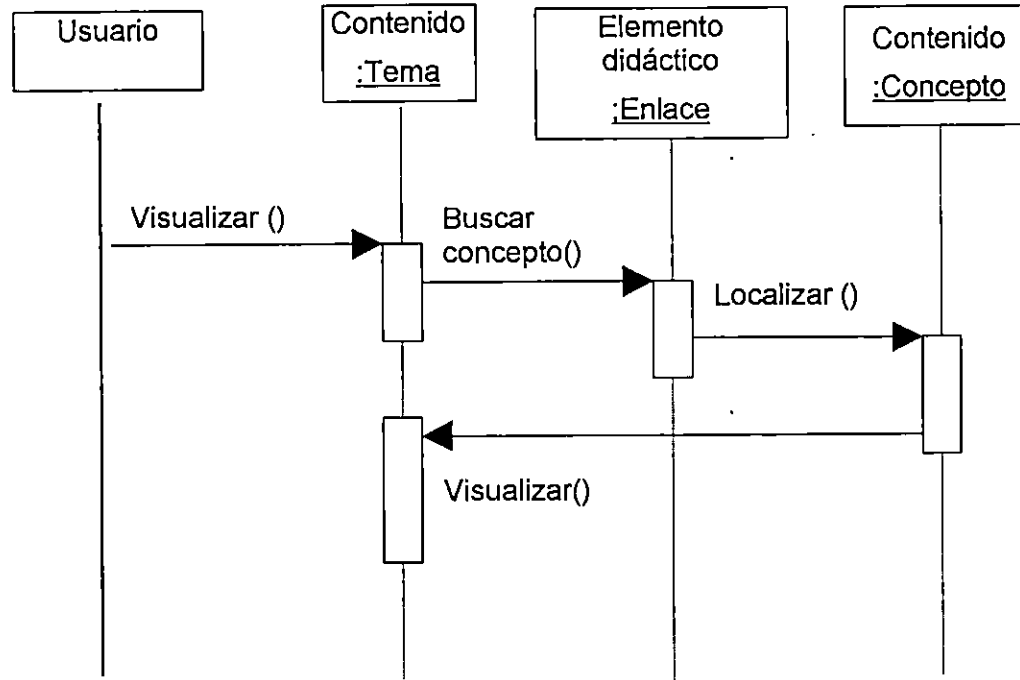 Usuario
Contenido
:Tema
Elemento
didáctico
;Enlace
Contenido
:Concepto
Visualizar ()
Buscar
concepto()
Localizar ()
Visualizar()